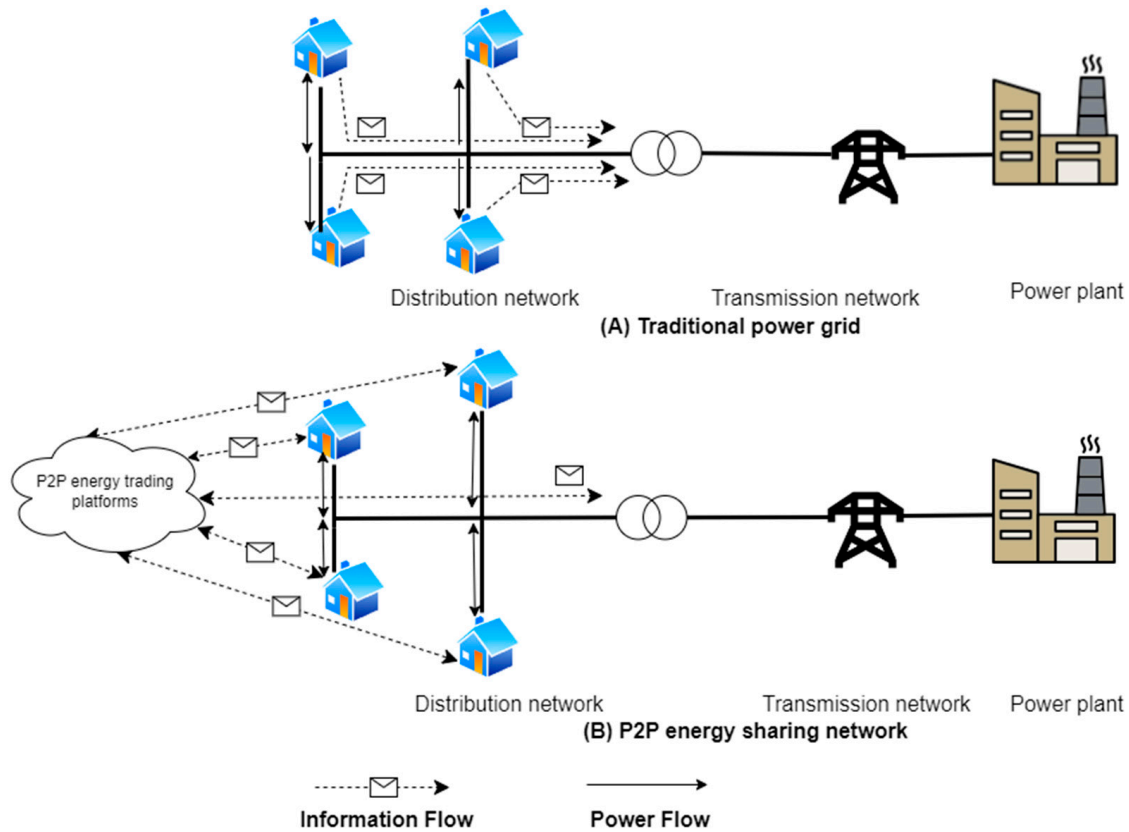 Distribution network
Transmission network
Power plant
(A) Traditional power grid
P2P energy trading
platforms
Distribution network
Transmission network
Power plant
(B) P2P energy sharing network
Information Flow
Power Flow